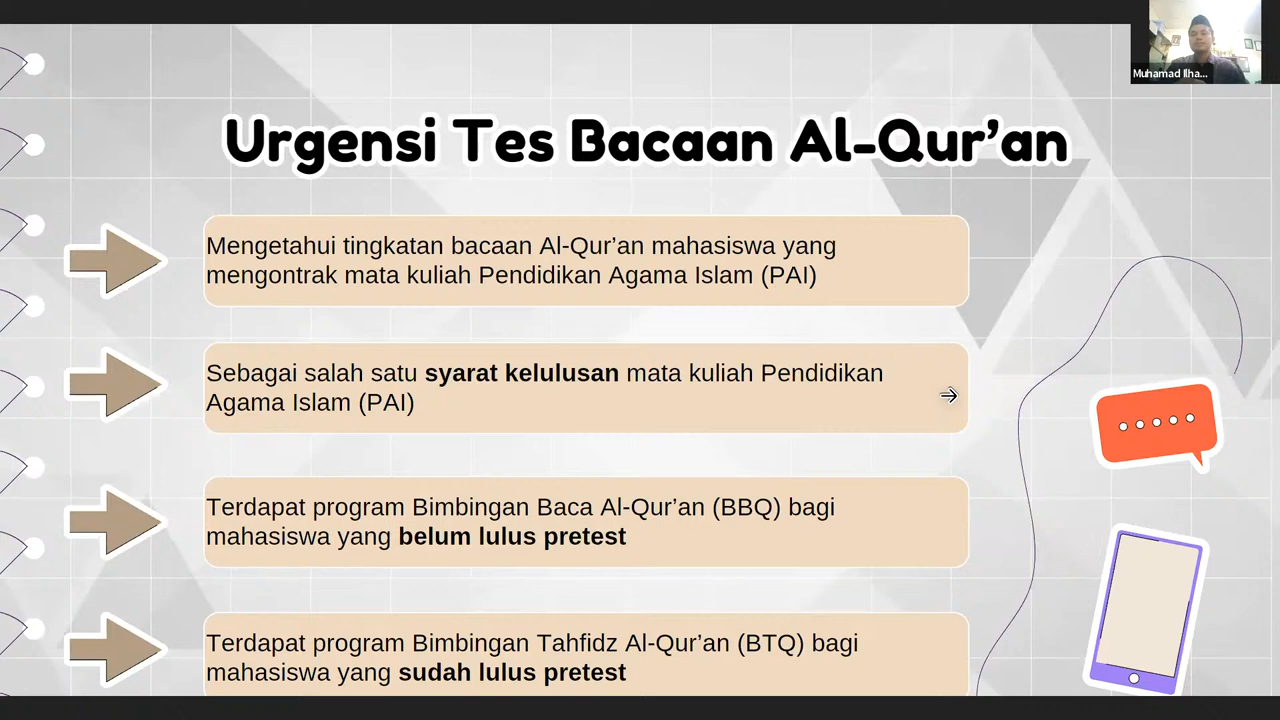 Muhamad Ilha...
Urgensi Tes Bacaan Al-Qur’an
Mengetahui tingkatan bacaan Al-Qur’an mahasiswa yang
mengontrak mata kuliah Pendidikan Agama Islam (PAI)
Sebagai salah satu syarat kelulusan mata kuliah Pendidikan
Agama Islam (PAI)
Terdapat program Bimbingan Baca Al-Qur’an (BBQ) bagi
mahasiswa yang belum lulus pretest
Terdapat program Bimbingan Tahfidz Al-Qur’an (BTQ) bagi
mahasiswa yang sudah lulus pretest